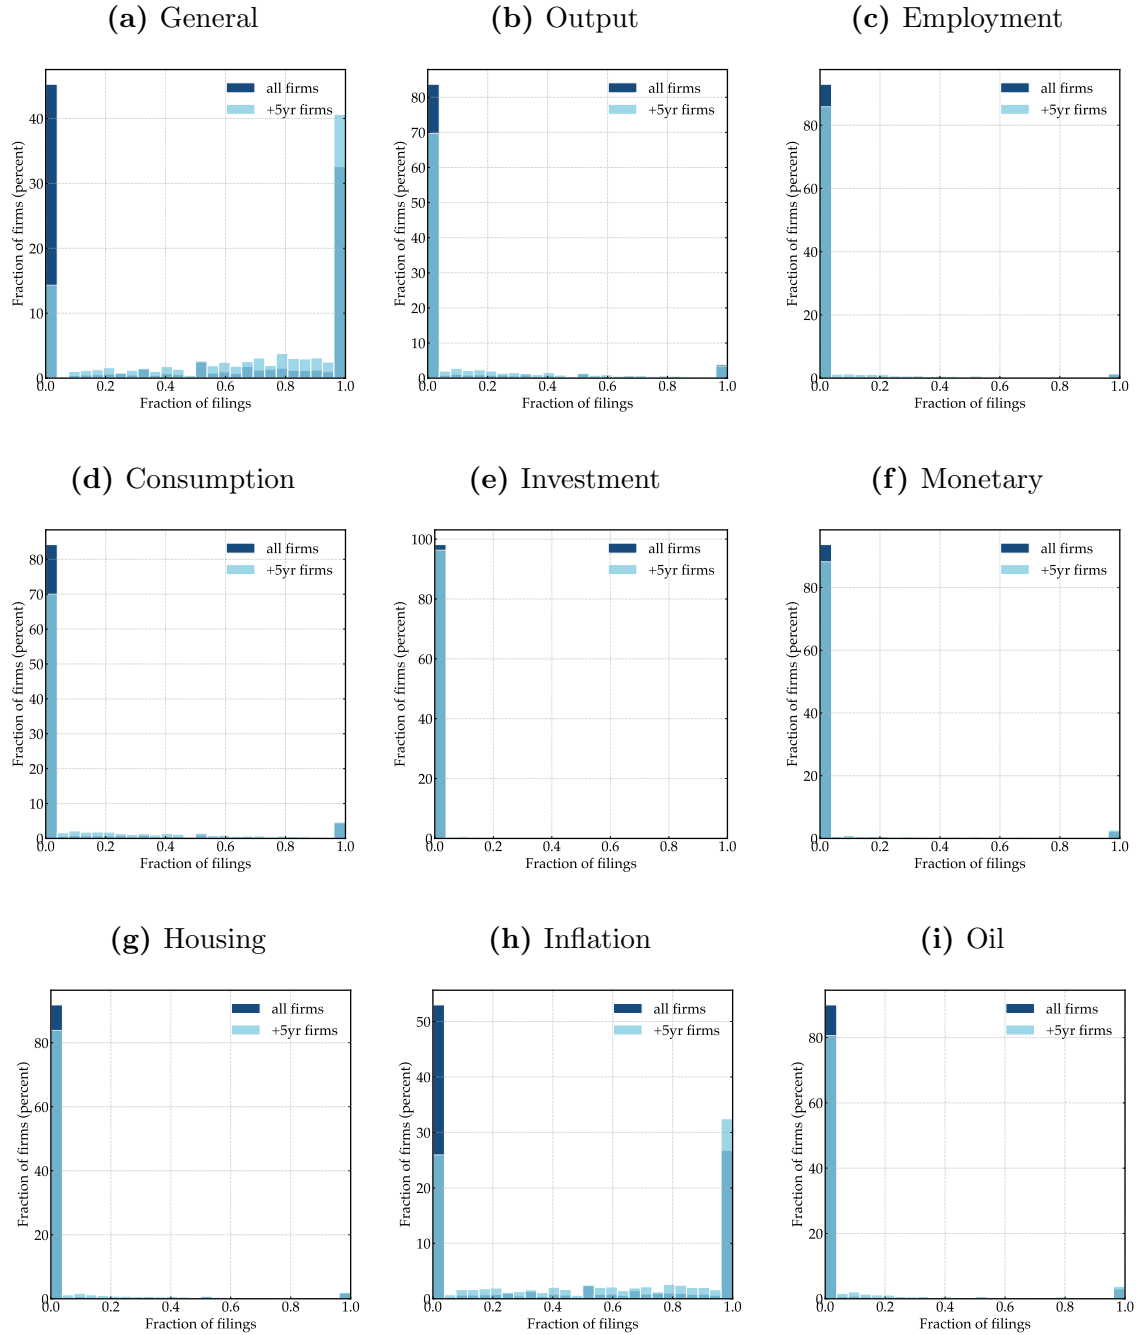 (a) General
Fraction of firms (percent)
40
30
20
10
0
all firms
+5yr firms
0.0 0.2 0.4 0.6 0.8 1.0
Fraction of filings
(b) Output
Fraction of firms (percent)
80
70
60
50
40
30
20
10
0
all firms
+5yr firms
0.0 0.2 0.4 0.6 0.8 1.0
Fraction of filings
(c) Employment
Fraction of firms (percent)
80
60
40
20
0
all firms
+5yr firms
0.0 0.2 0.4 0.6 0.8 1.0
Fraction of filings
(d) Consumption
Fraction of firms (percent)
80
70
60
50
40
30
20
10
0
all firms
+5yr firms
0.0 0.2 0.4 0.6 0.8 1.0
Fraction of filings
(e) Investment
Fraction of firms (percent)
100
80
60
40
20
0
all firms
+5yr firms
0.0 0.2 0.4 0.6 0.8 1.0
Fraction of filings
(f) Monetary
Fraction of firms (percent)
80
60
40
20
0
all firms
+5yr firms
0.0 0.2 0.4 0.6 0.8 1.0
Fraction of filings
(g) Housing
Fraction of firms (percent)
80
60
40
20
0
all firms
+5yr firms
0.0 0.2 0.4 0.6 0.8 1.0
Fraction of filings
(h) Inflation
Fraction of firms (percent)
50
40
30
20
10
0
all firms
+5yr firms
0.0 0.2 0.4 0.6 0.8 1.0
Fraction of filings
(i) Oil
Fraction of firms (percent)
80
60
40
20
0
all firms
+5yr firms
0.0 0.2 0.4 0.6 0.8 1.0
Fraction of filings